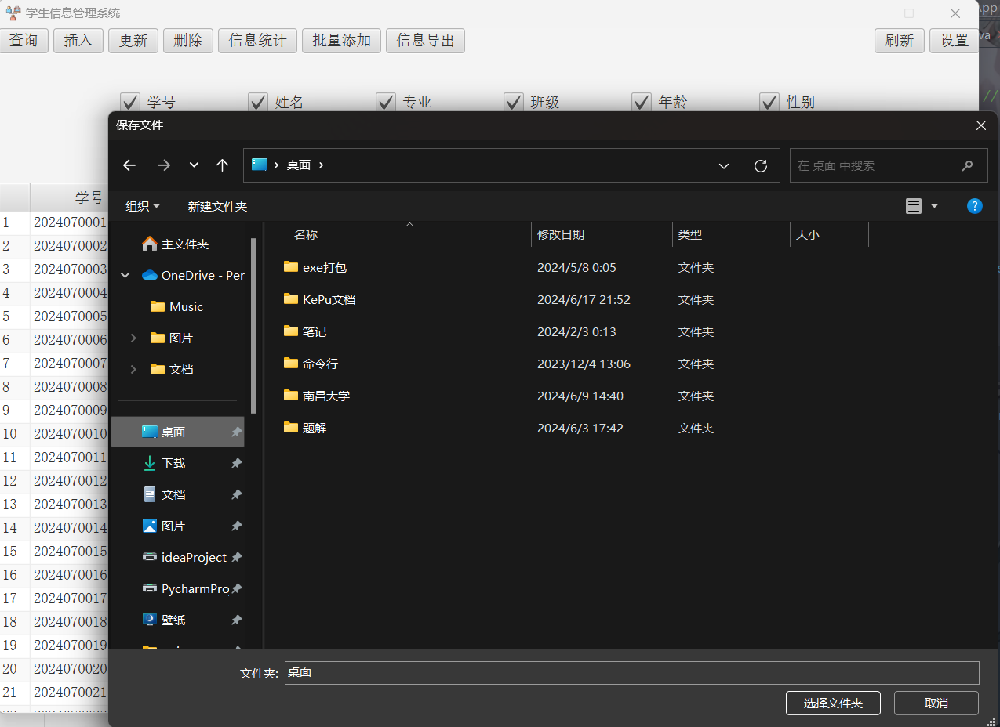 学生信息管理系统
查询 插入 更新 删除 信息统计 批量添加 信息导出 刷新 设置
学号 姓名 专业 班级 年龄 性别
保存文件
桌面
在 桌面 中搜索
组织 新建文件夹
学号
1 2024070001
2 2024070002
3 2024070003
4 2024070004
5 2024070005
6 2024070006
7 2024070007
8 2024070008
9 2024070009
10 2024070010
11 2024070011
12 2024070012
13 2024070013
14 2024070014
15 2024070015
16 2024070016
17 2024070017
18 2024070018
19 2024070019
20 2024070020
21 2024070021
主文件夹
OneDrive - Per
Music
图片
文档
桌面
下载
文档
图片
ideaProject
PycharmPro
壁纸
名称 修改日期 类型 大小
exe打包 2024/5/8 0:05 文件夹
KePu文档 2024/6/17 21:52 文件夹
笔记 2024/2/3 0:13 文件夹
命令行 2023/12/4 13:06 文件夹
南昌大学 2024/6/9 14:40 文件夹
题解 2024/6/3 17:42 文件夹
文件夹: 桌面
选择文件夹 取消
App
va
//